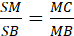 SM/SB = MC/MB